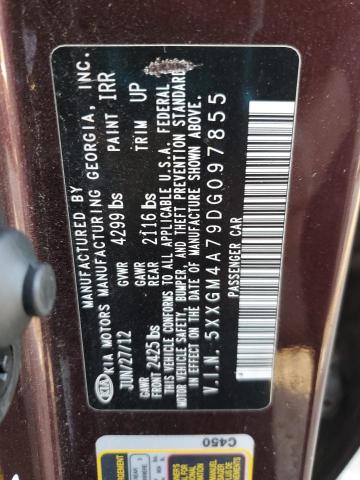 MANUFACTURED BY
KIA KIA MOTORS MANUFACTURING GEORGIA, INC.
JUN/27/12 PAINT IRR
GVWR 4299 lbs
GAWR FRONT 2425 lbs GAWR REAR 2116 lbs TRIM UP
THIS VEHICLE CONFORMS TO ALL APPLICABLE U.S.A. FEDERAL
MOTOR VEHICLE SAFETY, BUMPER, AND THEFT PREVENTION STANDARDS
IN EFFECT ON THE DATE OF MANUFACTURE SHOWN ABOVE.
V.I.N. 5XXGM4A79DG097855
PASSENGER CAR
C450